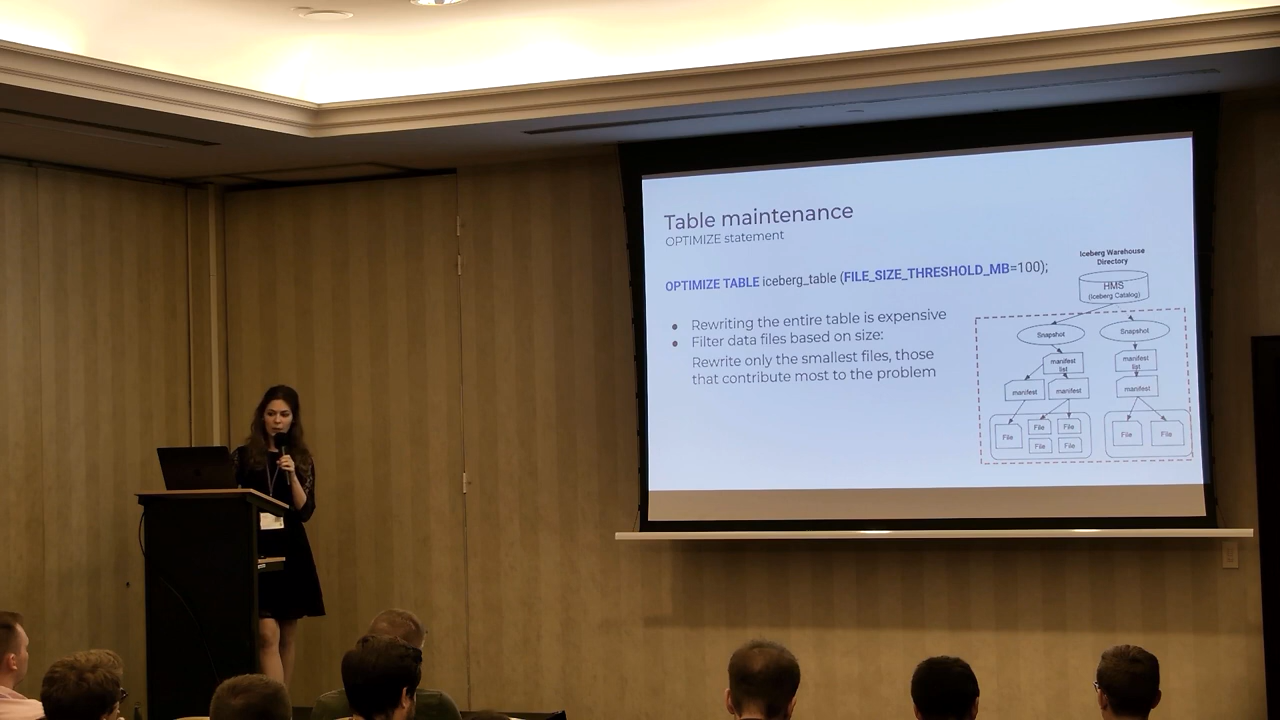 Table maintenance
OPTIMIZE statement
OPTIMIZE TABLE iceberg_table (FILE_SIZE_THRESHOLD_MB=100);
● Rewriting the entire table is expensive
● Filter data files based on size:
Rewrite only the smallest files, those
that contribute most to the problem
Iceberg Warehouse
Directory
HMS
(Iceberg Catalog)
Snapshot
Snapshot
manifest
list
manifest
list
manifest
manifest
manifest
File
File
File
File
File
File
File